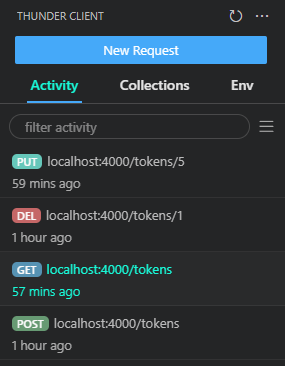 THUNDER CLIENT
New Request
Activity Collections Env
filter activity
PUT localhost:4000/tokens/5
59 mins ago
DEL localhost:4000/tokens/1
1 hour ago
GET localhost:4000/tokens
57 mins ago
POST localhost:4000/tokens
1 hour ago